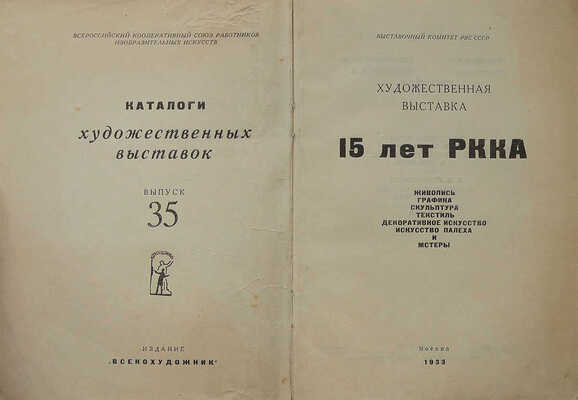 ВСЕРОССИЙСКИЙ КООПЕРАТИВНЫЙ СОЮЗ РАБОТНИКОВ
ИЗОБРАЗИТЕЛЬНЫХ ИСКУССТВ
КАТАЛОГИ
художественных
выставок
ВЫПУСК
35
ИЗДАНИЕ
„ВСЕКОХУДОЖНИК"
ВЫСТАВОЧНЫЙ КОМИТЕТ РВС СССР
ХУДОЖЕСТВЕННАЯ
ВЫСТАВКА
15 лет РККА
ЖИВОПИСЬ
ГРАФИКА
СКУЛЬПТУРА
ТЕКСТИЛЬ
ДЕКОРАТИВНОЕ ИСКУССТВО
ИСКУССТВО ПАЛЕХА
И
МСТЕРЫ
Москва
1933